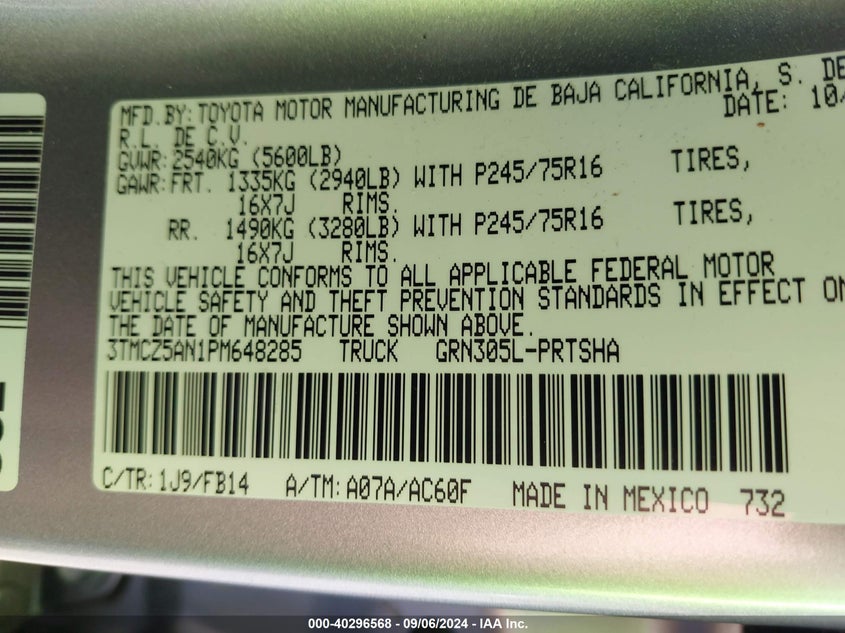 MFD.BY:TOYOTA MOTOR MANUFACTURING DE BAJA CALIFORNIA, S. DE
R.L. DE C.V. DATE: 10/
GVWR:2540KG (5600LB)
GAWR:FRT. 1335KG (2940LB) WITH P245/75R16 TIRES,
16X7J RIMS.
RR. 1490KG (3280LB) WITH P245/75R16 TIRES,
16X7J RIMS.
THIS VEHICLE CONFORMS TO ALL APPLICABLE FEDERAL MOTOR
VEHICLE SAFETY AND THEFT PREVENTION STANDARDS IN EFFECT ON
THE DATE OF MANUFACTURE SHOWN ABOVE.
3TMCZ5AN1PM648285 TRUCK GRN305L-PRTSHA
C/TR:1J9/FB14 A/TM:A07A/AC60F MADE IN MEXICO 732
000-40296568 - 09/06/2024 - IAA Inc.